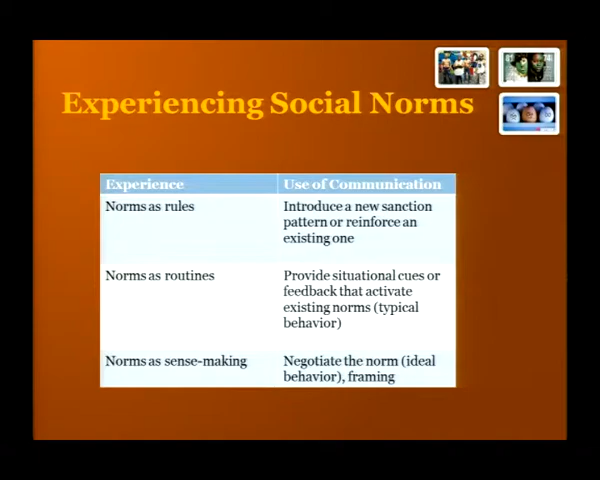 Experiencing Social Norms
Experience
Use of Communication
Norms as rules
Introduce a new sanction
pattern or reinforce an
existing one
Norms as routines
Provide situational cues or
feedback that activate
existing norms (typical
behavior)
Norms as sense-making
Negotiate the norm (ideal
behavior), framing